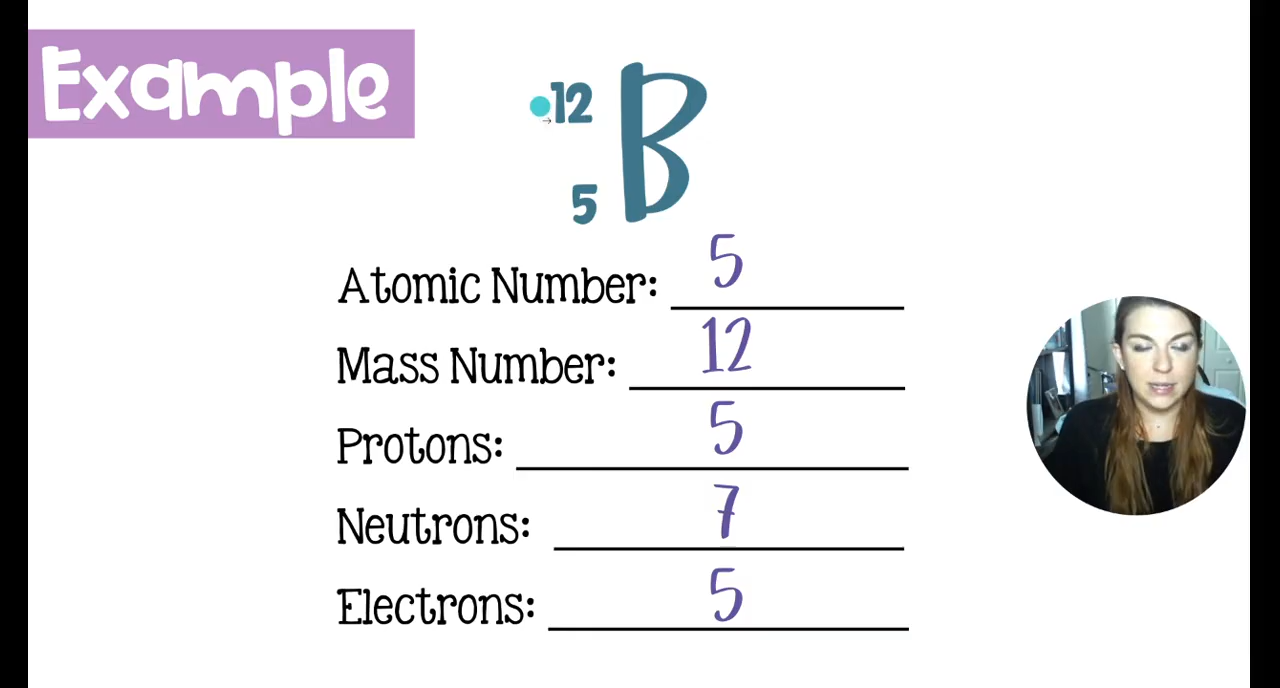 Example
12
B
5
Atomic Number: 5
Mass Number: 12
Protons: 5
Neutrons: 7
Electrons: 5